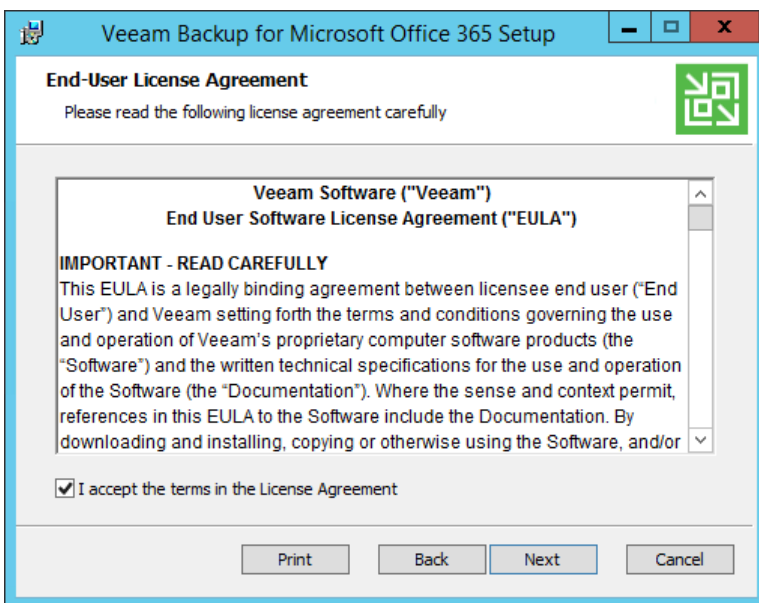 Veeam Backup for Microsoft Office 365 Setup
End-User License Agreement
Please read the following license agreement carefully
Veeam Software ("Veeam")
End User Software License Agreement ("EULA")
IMPORTANT - READ CAREFULLY
This EULA is a legally binding agreement between licensee end user (“End
User”) and Veeam setting forth the terms and conditions governing the use
and operation of Veeam’s proprietary computer software products (the
“Software”) and the written technical specifications for the use and operation
of the Software (the “Documentation”). Where the sense and context permit,
references in this EULA to the Software include the Documentation. By
downloading and installing, copying or otherwise using the Software, and/or
I accept the terms in the License Agreement
Print Back Next Cancel